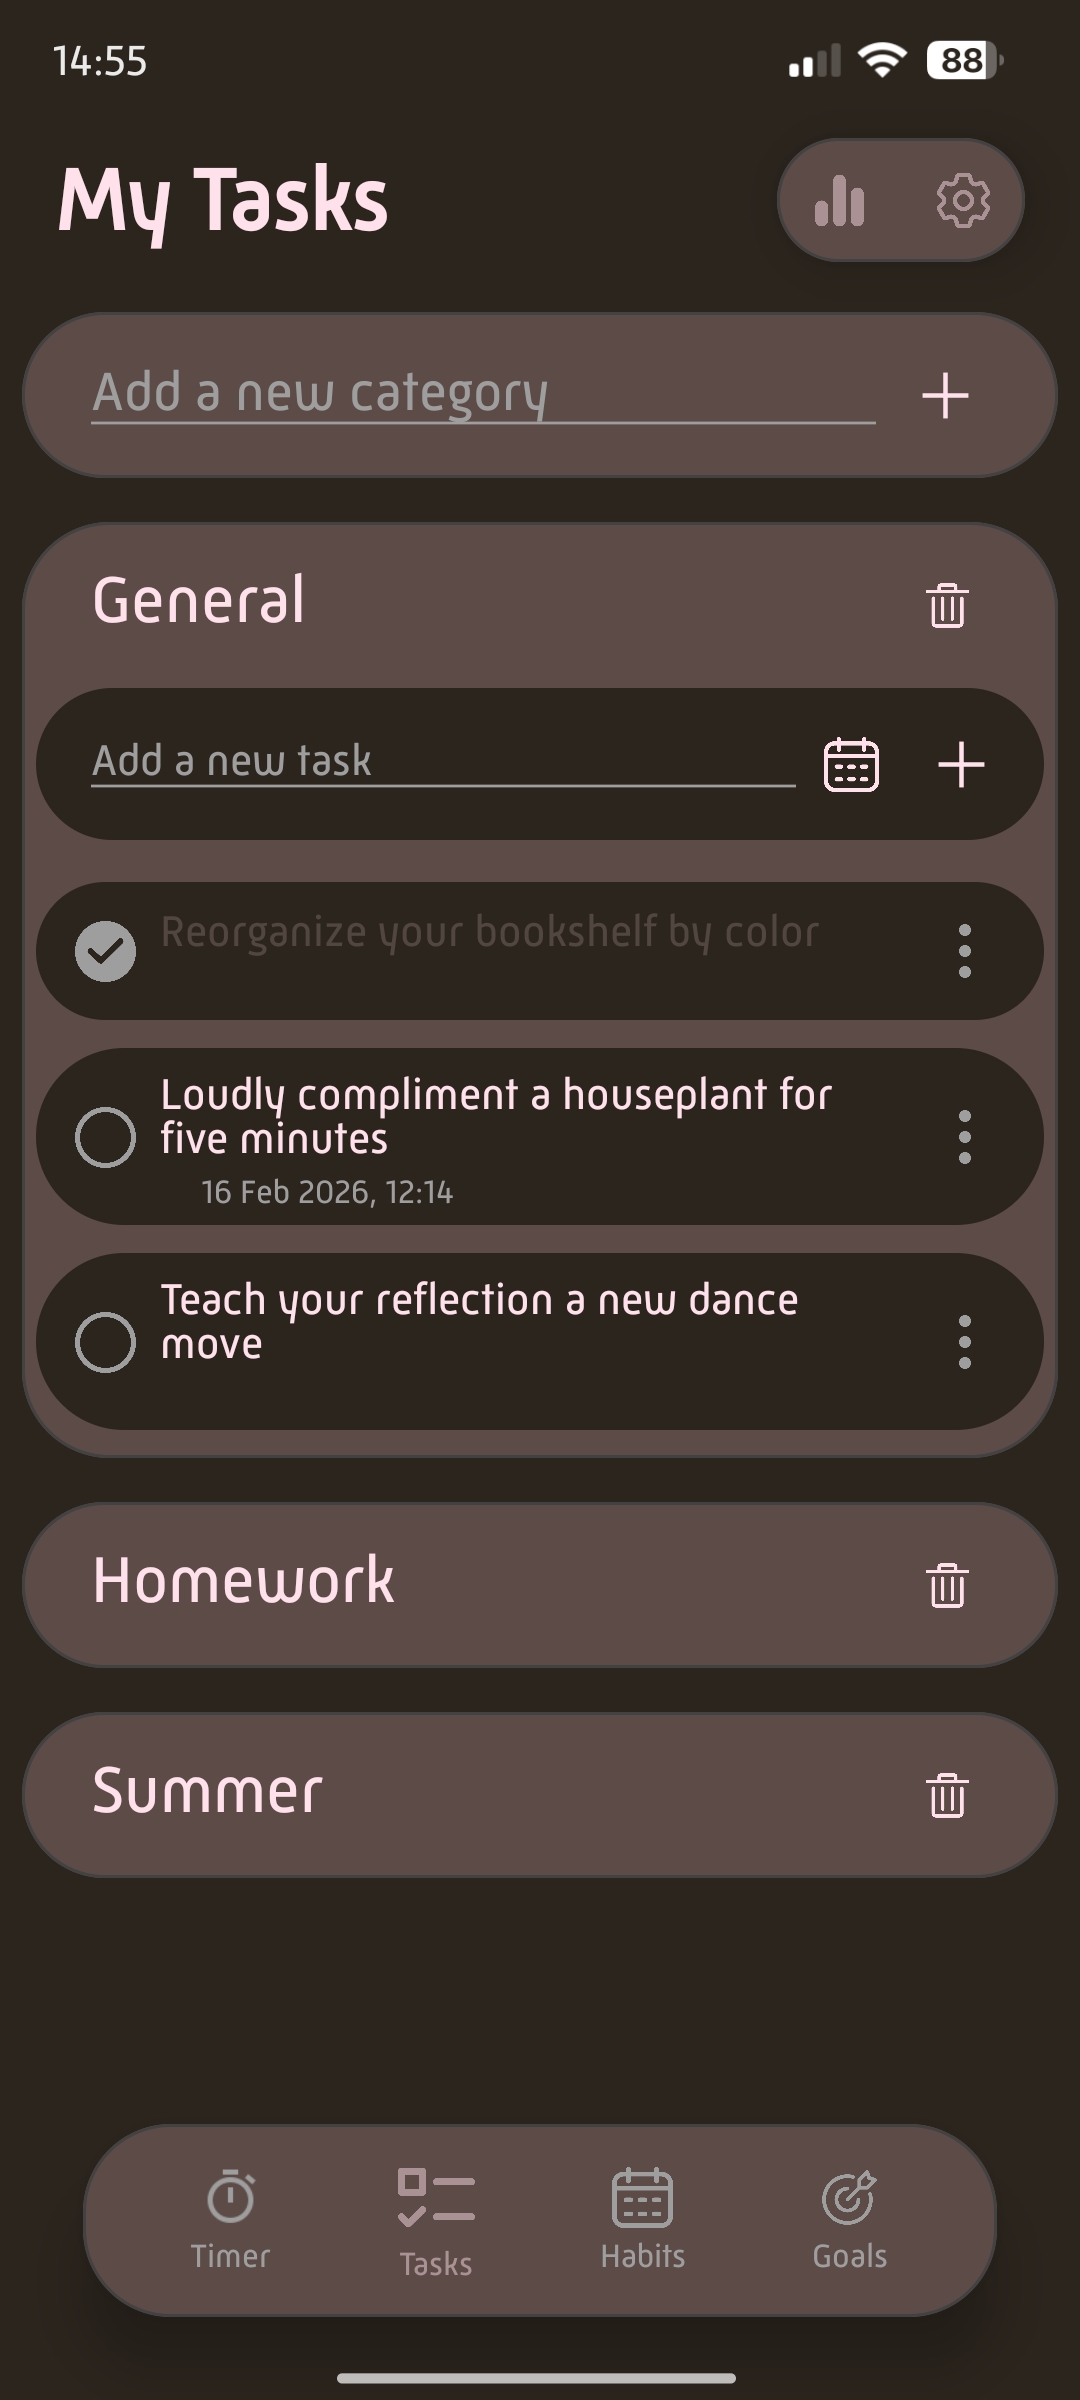 14:55
88
My Tasks
Add a new category
General
Add a new task
Reorganize your bookshelf by color
Loudly compliment a houseplant for
five minutes
16 Feb 2026, 12:14
Teach your reflection a new dance
move
Homework
Summer
Timer
Tasks
Habits
Goals